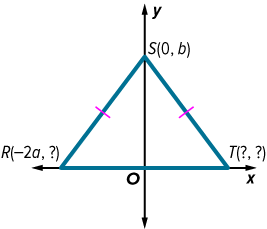 y
S(0, b)
R(−2a, ?)
T(?, ?)
O
x